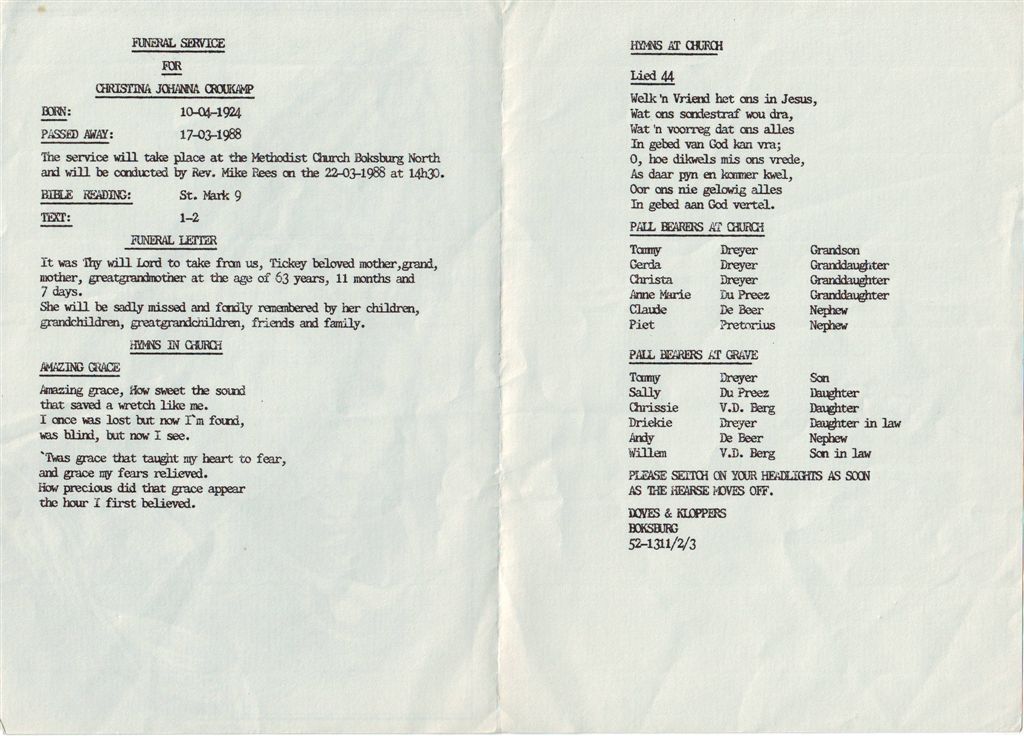 FUNERAL SERVICE
FOR
CHRISTINA JOHANNA CROUKAMP
BORN: 10-04-1924
PASSED AWAY: 17-03-1988
The service will take place at the Methodist Church Boksburg North
and will be conducted by Rev. Mike Rees on the 22-03-1988 at 14h30.
BIBLE READING: St. Mark 9
TEXT: 1-2
FUNERAL LETTER
It was Thy will Lord to take from us, Tickey beloved mother,grand,
mother, greatgrandmother at the age of 63 years, 11 months and
7 days.
She will be sadly missed and fondly remembered by her children,
grandchildren, greatgrandchildren, friends and family.
HYMNS IN CHURCH
AMAZING GRACE
Amazing grace, How sweet the sound
that saved a wretch like me.
I once was lost but now I`m found,
was blind, but now I see.
`Twas grace that taught my heart to fear,
and grace my fears relieved.
How precious did that grace appear
the hour I first believed.
HYMNS AT CHURCH
Lied 44
Welk 'n Vriend het ons in Jesus,
Wat ons sondestraf wou dra,
Wat 'n voorreg dat ons alles
In gebed van God kan vra;
O, hoe dikwels mis ons vrede,
As daar pyn en kommer kwel,
Oor ons nie gelowig alles
In gebed aan God vertel.
PALL BEARERS AT CHURCH
Tommy Dreyer Grandson
Gerda Dreyer Granddaughter
Christa Dreyer Granddaughter
Anne Marie Du Preez Granddaughter
Claude De Beer Nephew
Piet Pretorius Nephew
PALL BEARERS AT GRAVE
Tommy Dreyer Son
Sally Du Preez Daughter
Chrissie V.D. Berg Daughter
Driekie Dreyer Daughter in law
Andy De Beer Nephew
Willem V.D. Berg Son in law
PLEASE SEITCH ON YOUR HEADLIGHTS AS SOON
AS THE HEARSE MOVES OFF.
DOVES & KLOPPERS
BOKSBURG
52-1311/2/3